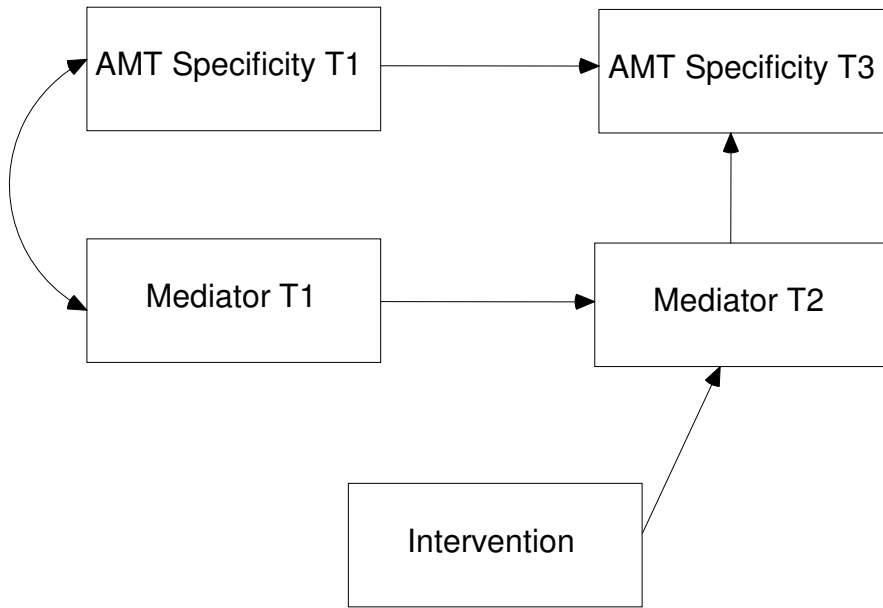 AMT Specificity T1
AMT Specificity T3
Mediator T1
Mediator T2
Intervention